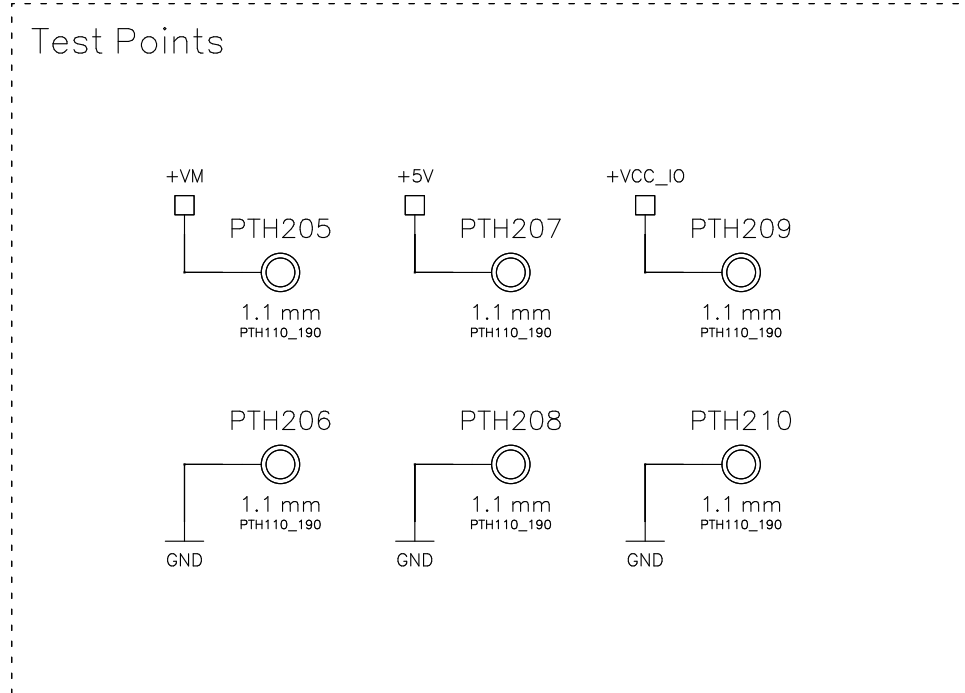 Test Points
+VM
+5V
+VCC_IO
PTH205
PTH207
PTH209
1.1 mm
1.1 mm
1.1 mm
PTH110_190
PTH110_190
PTH110_190
PTH206
PTH208
PTH210
1.1 mm
1.1 mm
1.1 mm
PTH110_190
PTH110_190
PTH110_190
GND
GND
GND